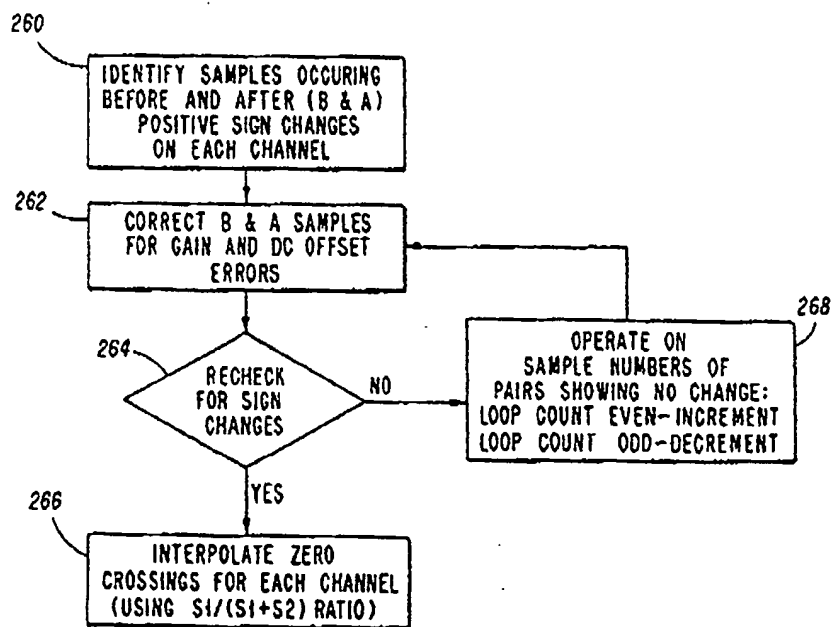 260
IDENTIFY SAMPLES OCCURING
BEFORE AND AFTER (B & A)
POSITIVE SIGN CHANGES
ON EACH CHANNEL
262
CORRECT B & A SAMPLES
FOR GAIN AND DC OFFSET
ERRORS
264
RECHECK
FOR SIGN
CHANGES
NO
268
OPERATE ON
SAMPLE NUMBERS OF
PAIRS SHOWING NO CHANGE:
LOOP COUNT EVEN-INCREMENT
LOOP COUNT ODD-DECREMENT
YES
266
INTERPOLATE ZERO
CROSSINGS FOR EACH CHANNEL
(USING S1/(S1+S2) RATIO)